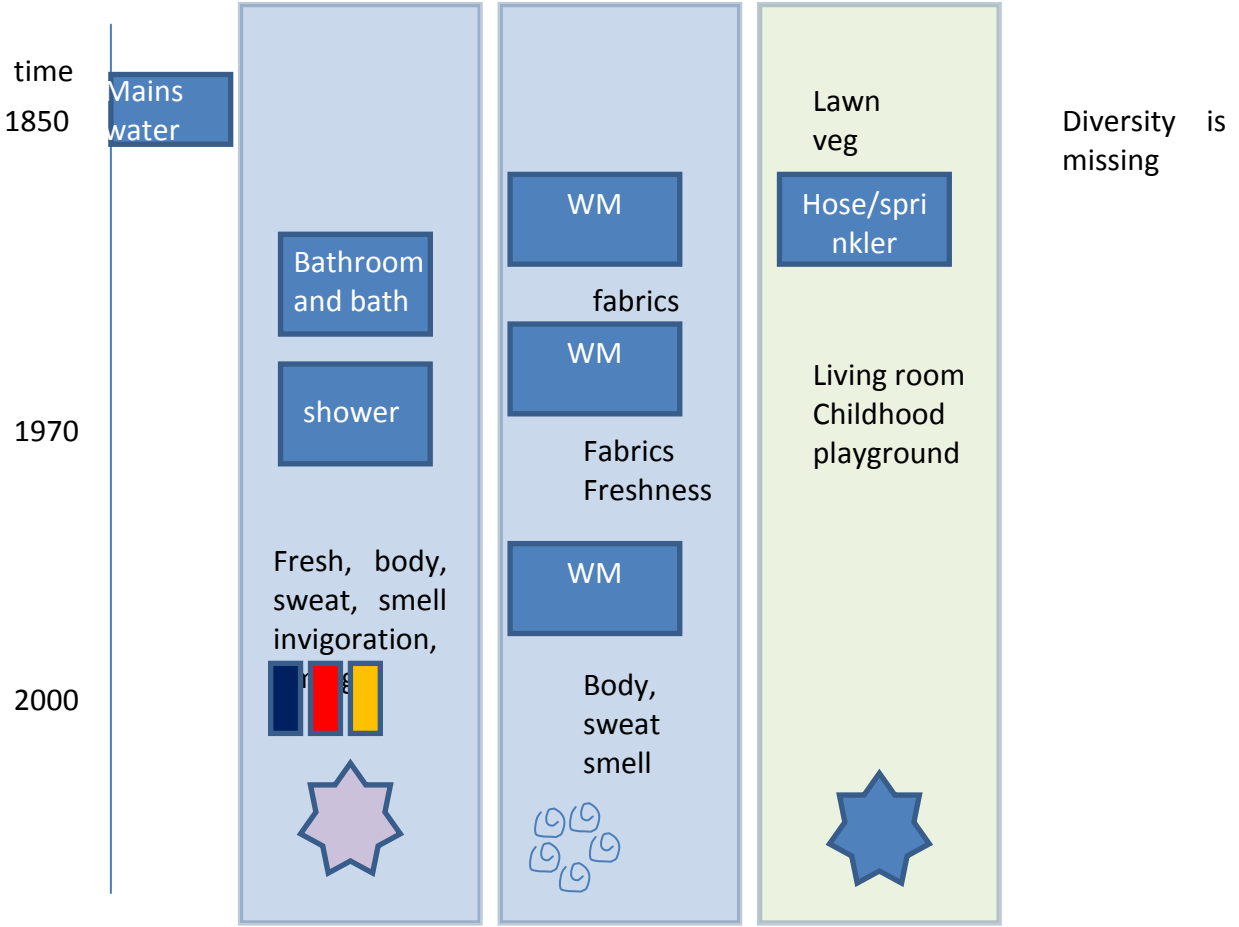 time
1850
1970
2000
Mains
water
Bathroom
and bath
shower
Fresh, body,
sweat, smell
invigoration,
WM
fabrics
WM
Fabrics
Freshness
WM
Body,
sweat
smell
Lawn
veg
Hose/spri
nkler
Living room
Childhood
playground
Diversity is
missing